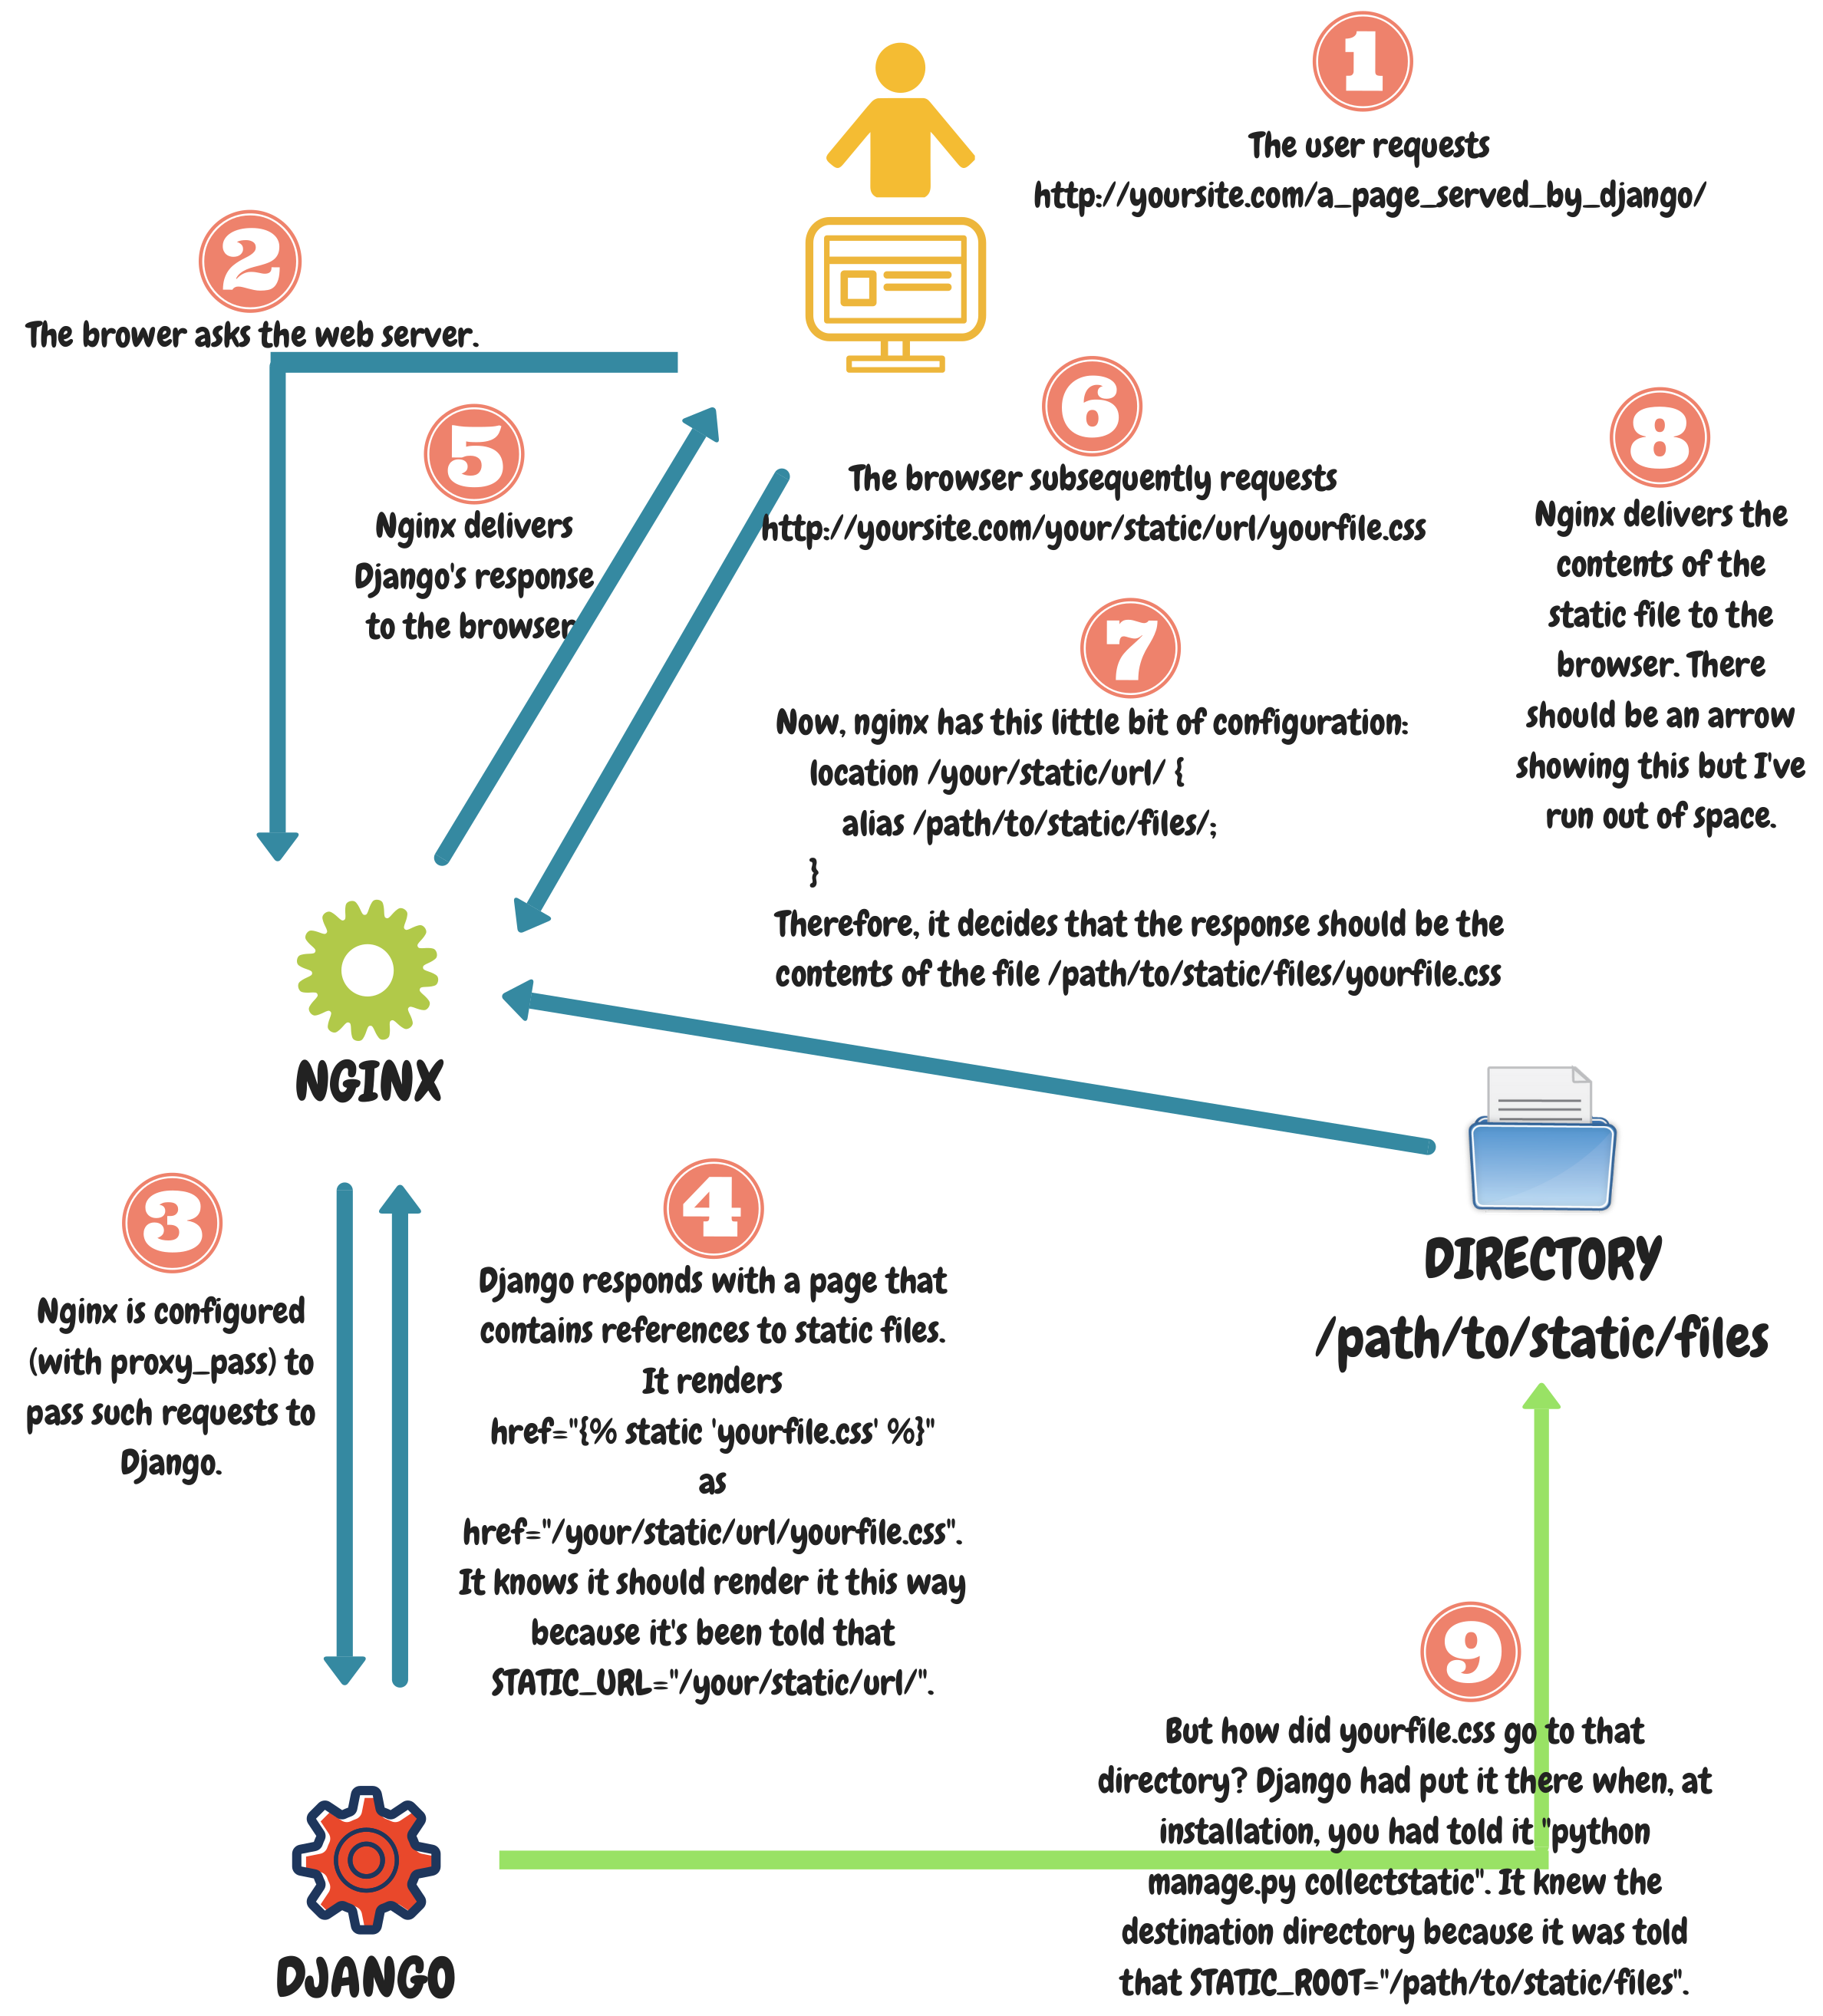 1
The user requests
http://yoursite.com/a_page_served_by_django/
2
The brower asks the web server.
3
Nginx is configured
(with proxy_pass) to
pass such requests to
Django.
4
Django responds with a page that
contains references to static files.
It renders
href="{% static 'yourfile.css' %}"
as
href="/your/static/url/yourfile.css".
It knows it should render it this way
because it's been told that
STATIC_URL="/your/static/url/".
5
Nginx delivers
Django's response
to the browser
6
The browser subsequently requests
http://yoursite.com/your/static/url/yourfile.css
7
Now, nginx has this little bit of configuration:
location /your/static/url/ {
alias /path/to/static/files/;
}
Therefore, it decides that the response should be the
contents of the file /path/to/static/files/yourfile.css
8
Nginx delivers the
contents of the
static file to the
browser. There
should be an arrow
showing this but I've
run out of space.
NGINX
DIRECTORY
/path/to/static/files
9
But how did yourfile.css go to that
directory? Django had put it there when, at
installation, you had told it "python
manage.py collectstatic". It knew the
destination directory because it was told
that STATIC_ROOT="/path/to/static/files".
DJANGO